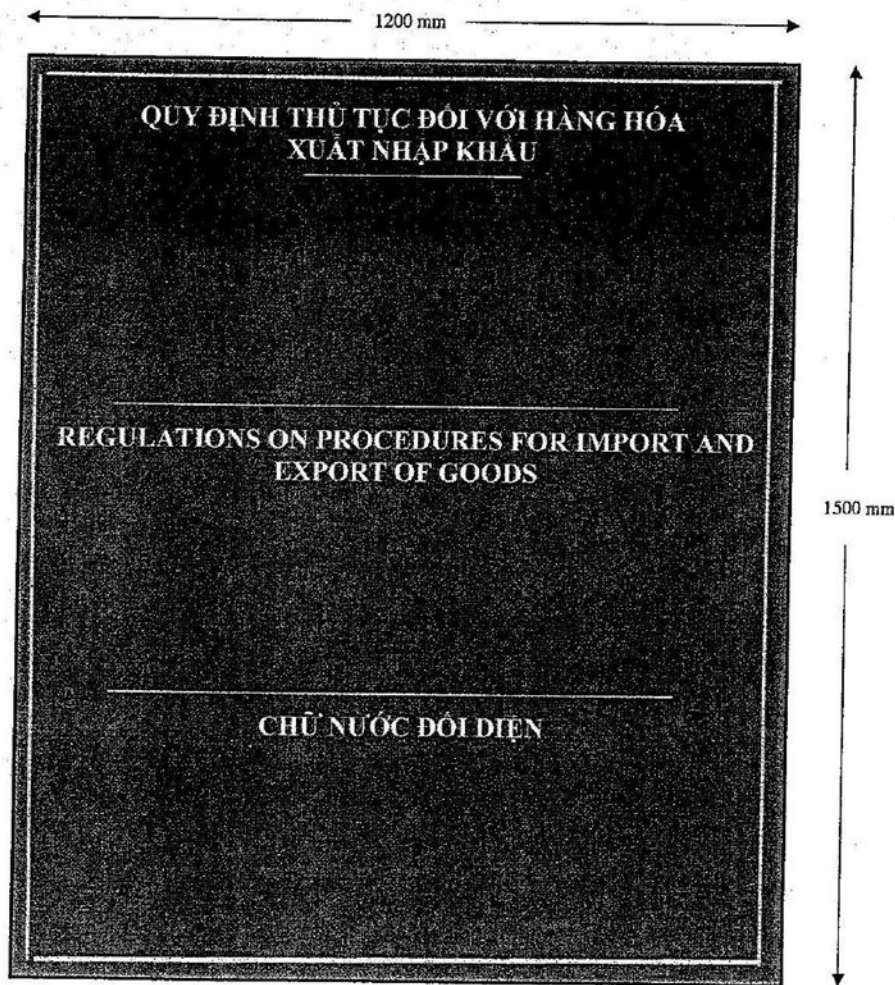 1200 mm
QUY ĐỊNH THỦ TỤC ĐỐI VỚI HÀNG HÓA
XUẤT NHẬP KHẨU
REGULATIONS ON PROCEDURES FOR IMPORT AND
EXPORT OF GOODS
1500 mm
CHỮ NƯỚC ĐỐI DIỆN